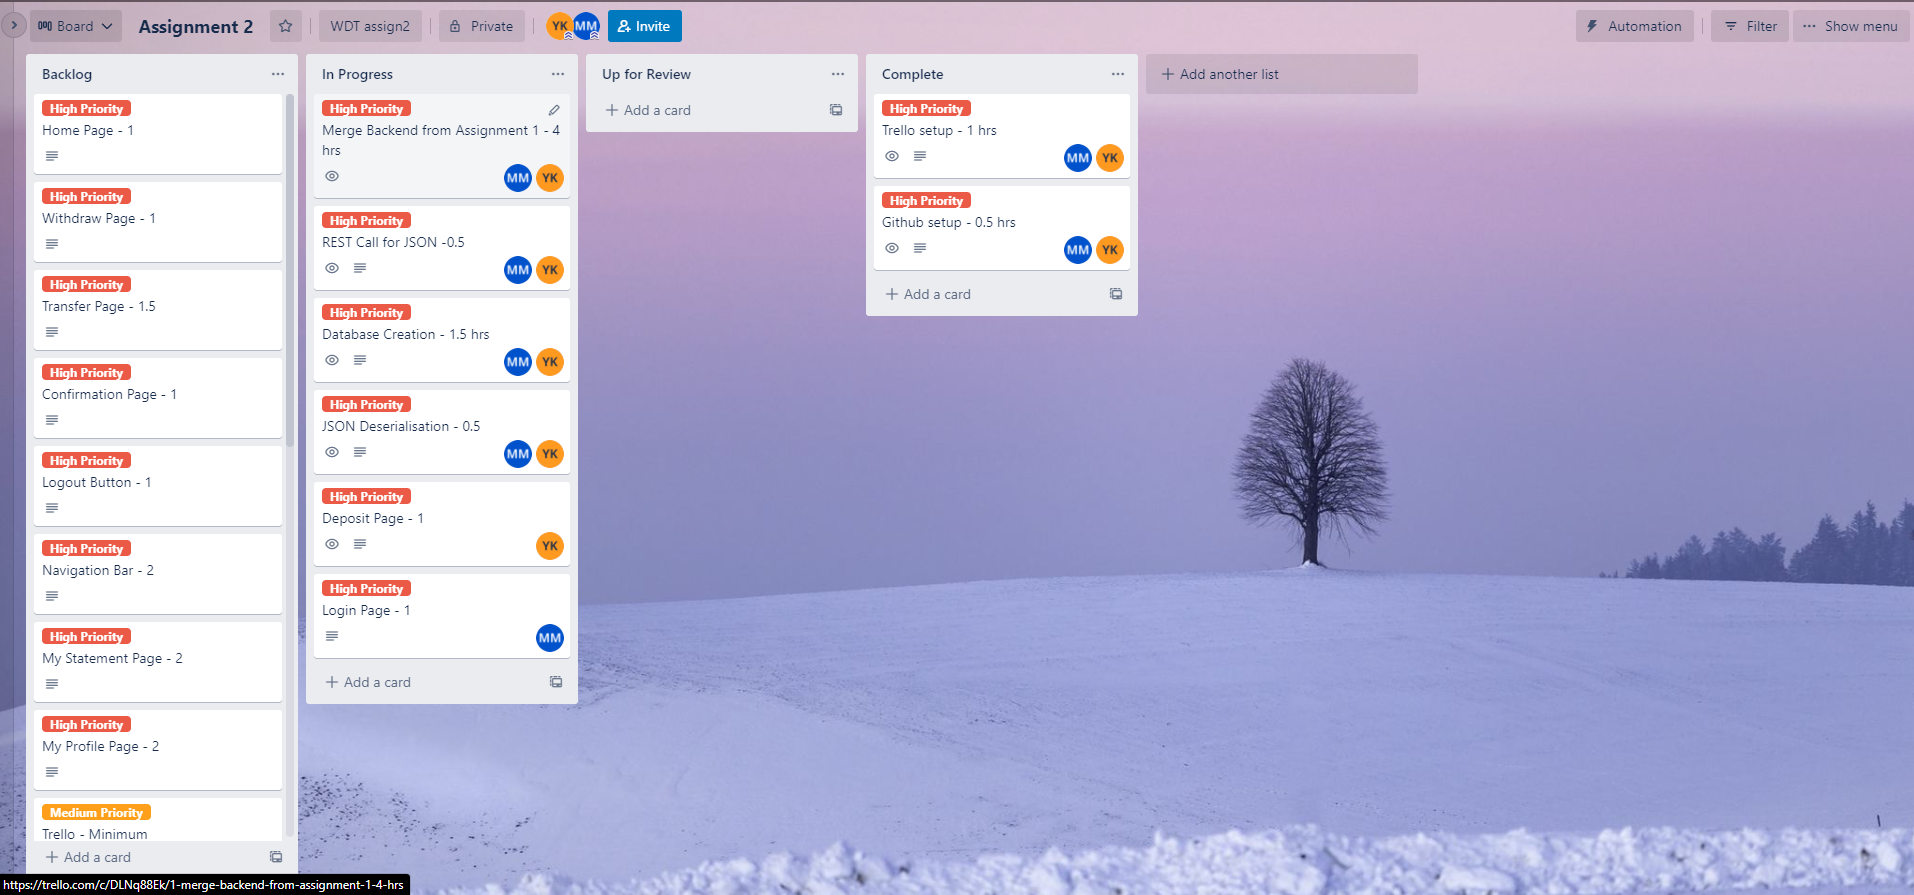 Board
Assignment 2
WDT assign2
Private
YK
MM
Invite
Automation
Filter
Show menu
Backlog
High Priority
Home Page - 1
High Priority
Withdraw Page - 1
High Priority
Transfer Page - 1.5
High Priority
Confirmation Page - 1
High Priority
Logout Button - 1
High Priority
Navigation Bar - 2
High Priority
My Statement Page - 2
High Priority
My Profile Page - 2
Medium Priority
Trello - Minimum
Add a card
In Progress
High Priority
Merge Backend from Assignment 1 - 4
hrs
MM YK
High Priority
REST Call for JSON -0.5
MM YK
High Priority
Database Creation - 1.5 hrs
MM YK
High Priority
JSON Deserialisation - 0.5
MM YK
High Priority
Deposit Page - 1
YK
High Priority
Login Page - 1
MM
Add a card
Up for Review
Add a card
Complete
High Priority
Trello setup - 1 hrs
MM YK
High Priority
Github setup - 0.5 hrs
MM YK
Add a card
Add another list
https://trello.com/c/DLNq88Ek/1-merge-backend-from-assignment-1-4-hrs